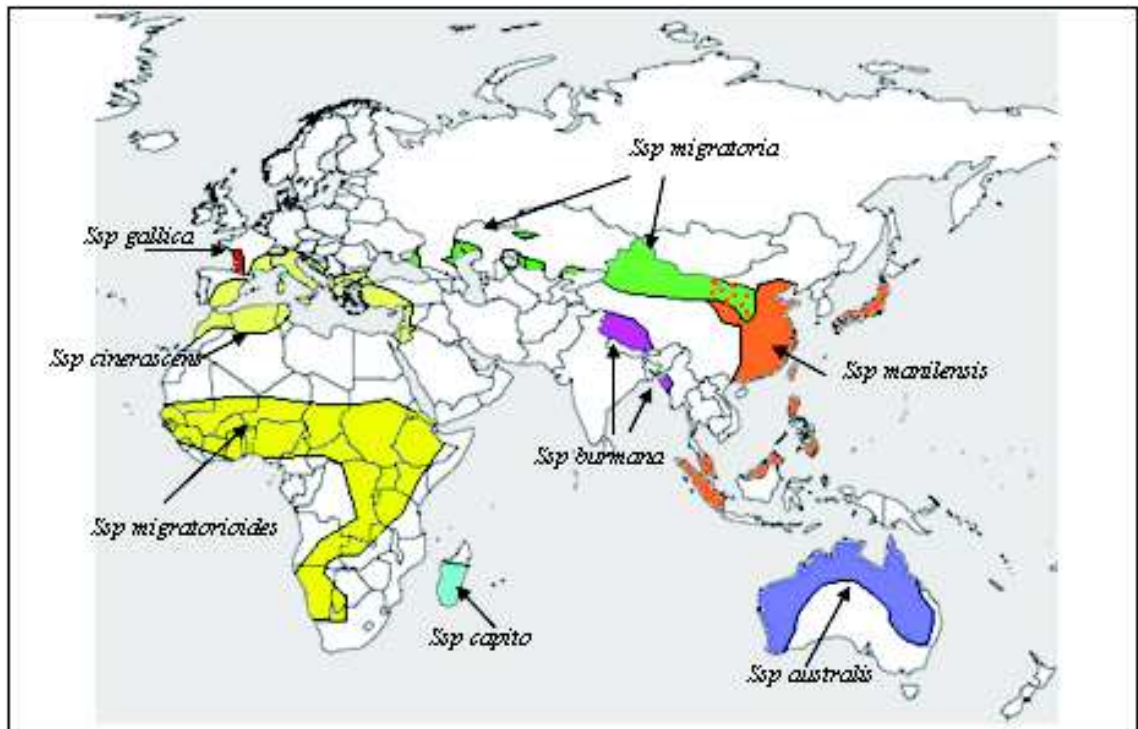 Ssp migratoria
Ssp gallica
Ssp cinerascens
Ssp manilensis
Ssp burmana
Ssp migratorioides
Ssp capito
Ssp australis